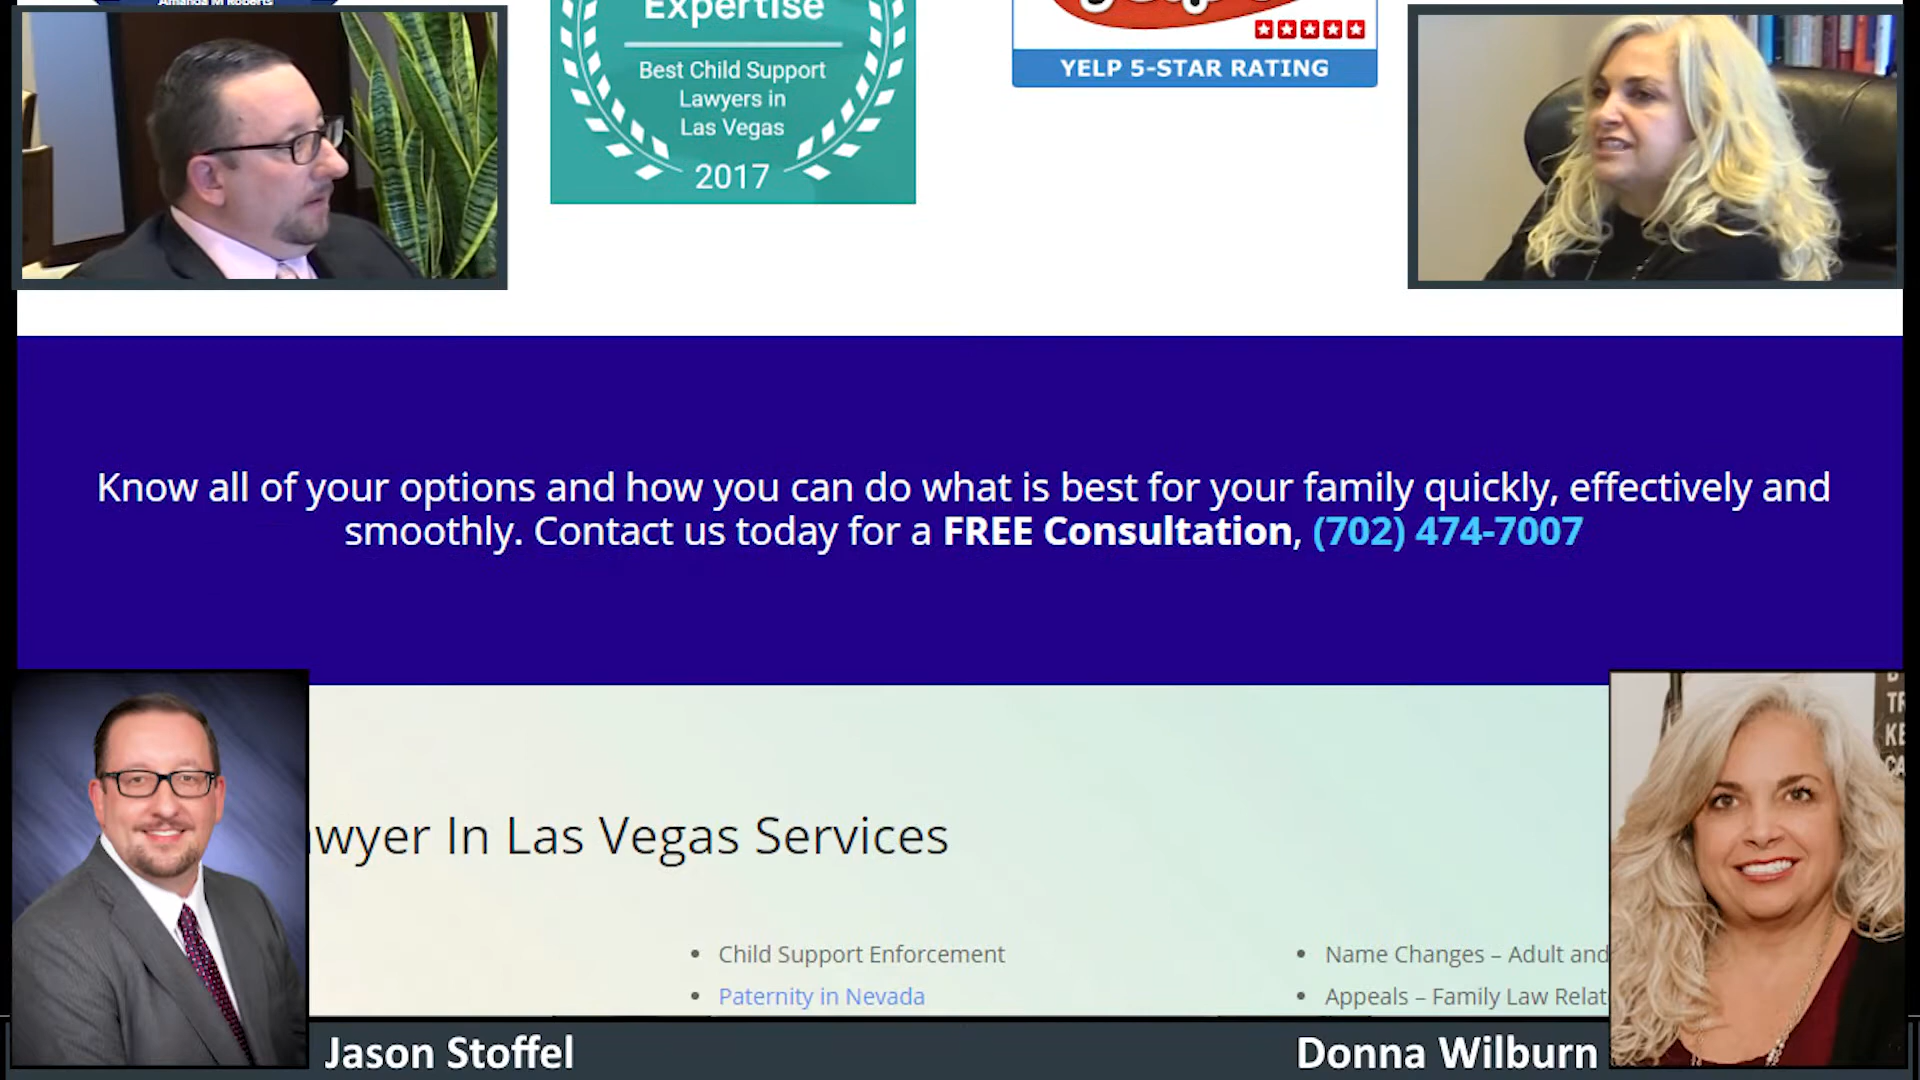 Amanda M Roberts
Expertise
Best Child Support
Lawyers in
Las Vegas
2017
YELP 5-STAR RATING
Know all of your options and how you can do what is best for your family quickly, effectively and
smoothly. Contact us today for a FREE Consultation, (702) 474-7007
wyer In Las Vegas Services
• Child Support Enforcement
• Paternity in Nevada
• Name Changes – Adult and
• Appeals – Family Law Relat
Jason Stoffel
Donna Wilburn